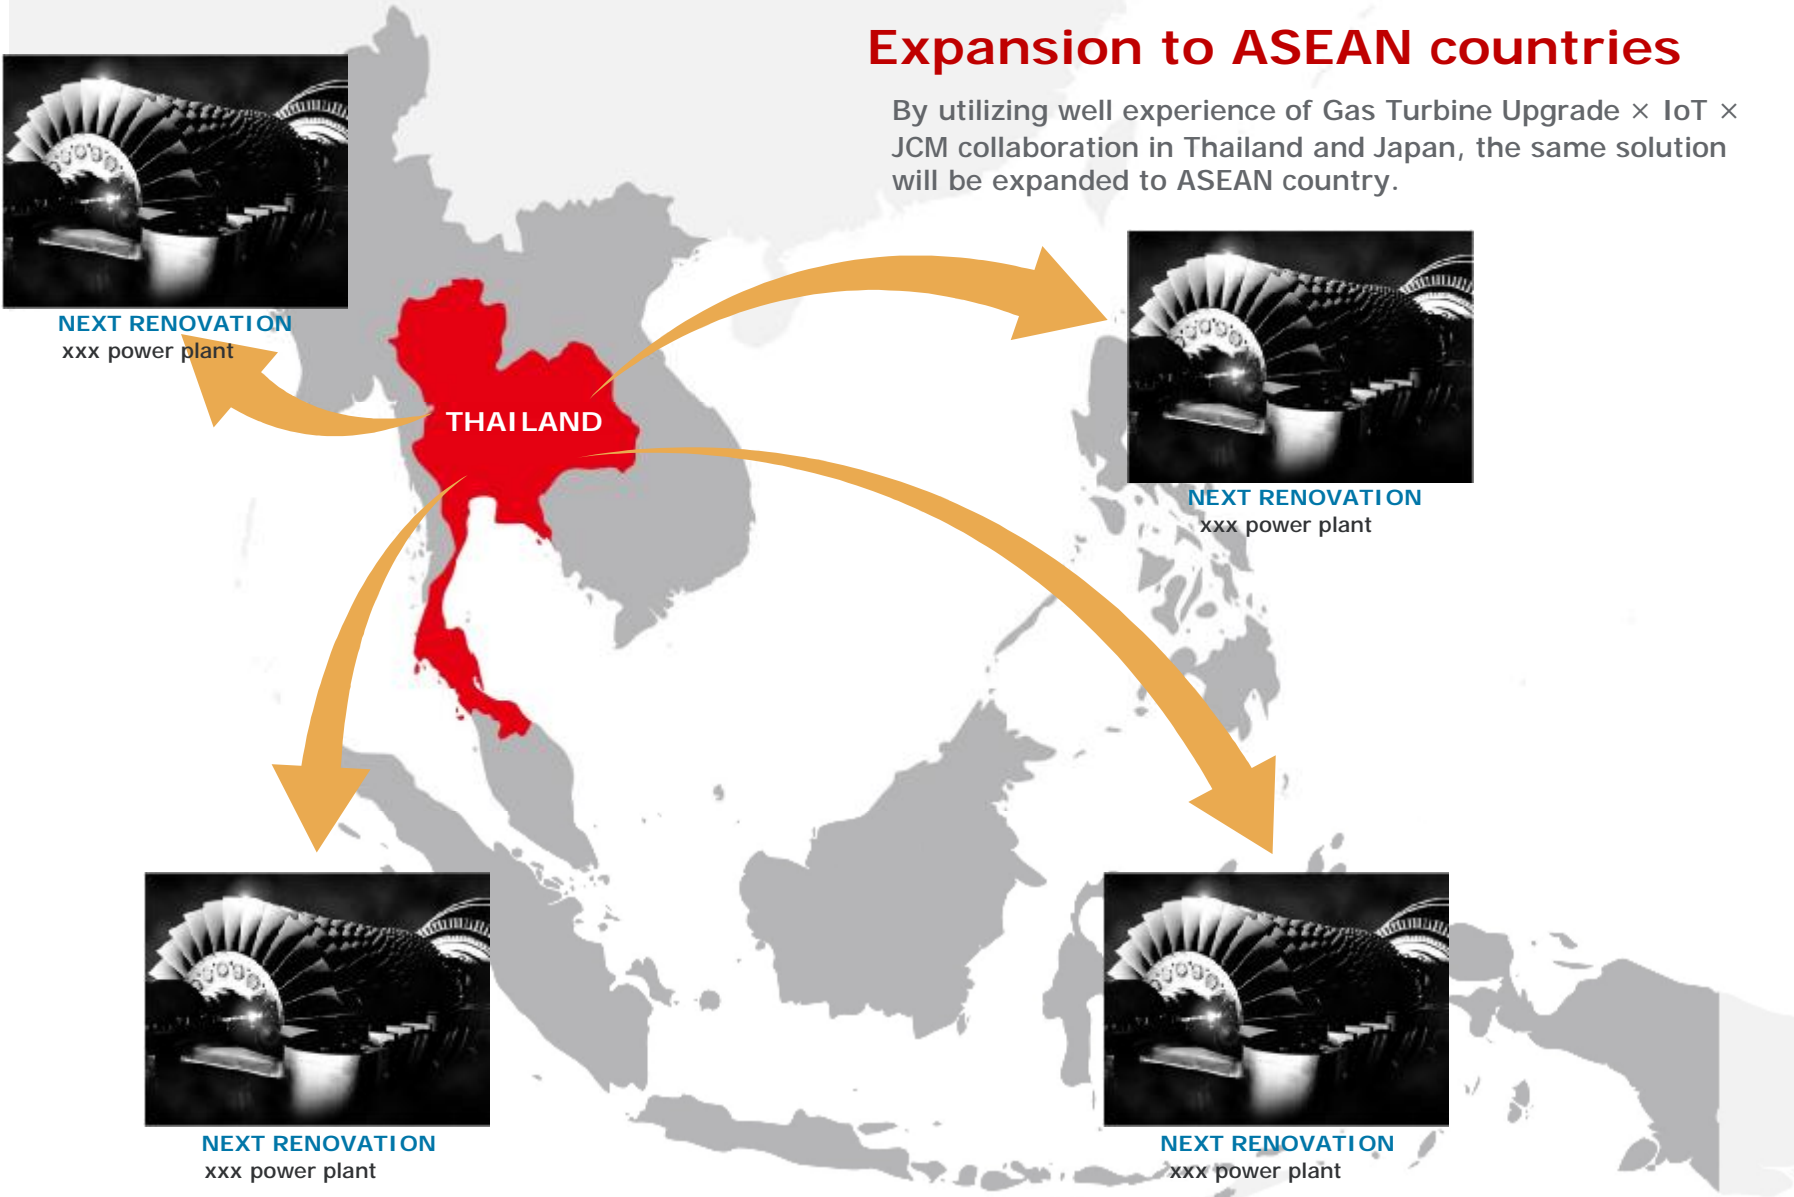 Expansion to ASEAN countries
By utilizing well experience of Gas Turbine Upgrade × IoT ×
JCM collaboration in Thailand and Japan, the same solution
will be expanded to ASEAN country.
NEXT RENOVATION
xxx power plant
THAILAND
NEXT RENOVATION
xxx power plant
NEXT RENOVATION
xxx power plant
NEXT RENOVATION
xxx power plant